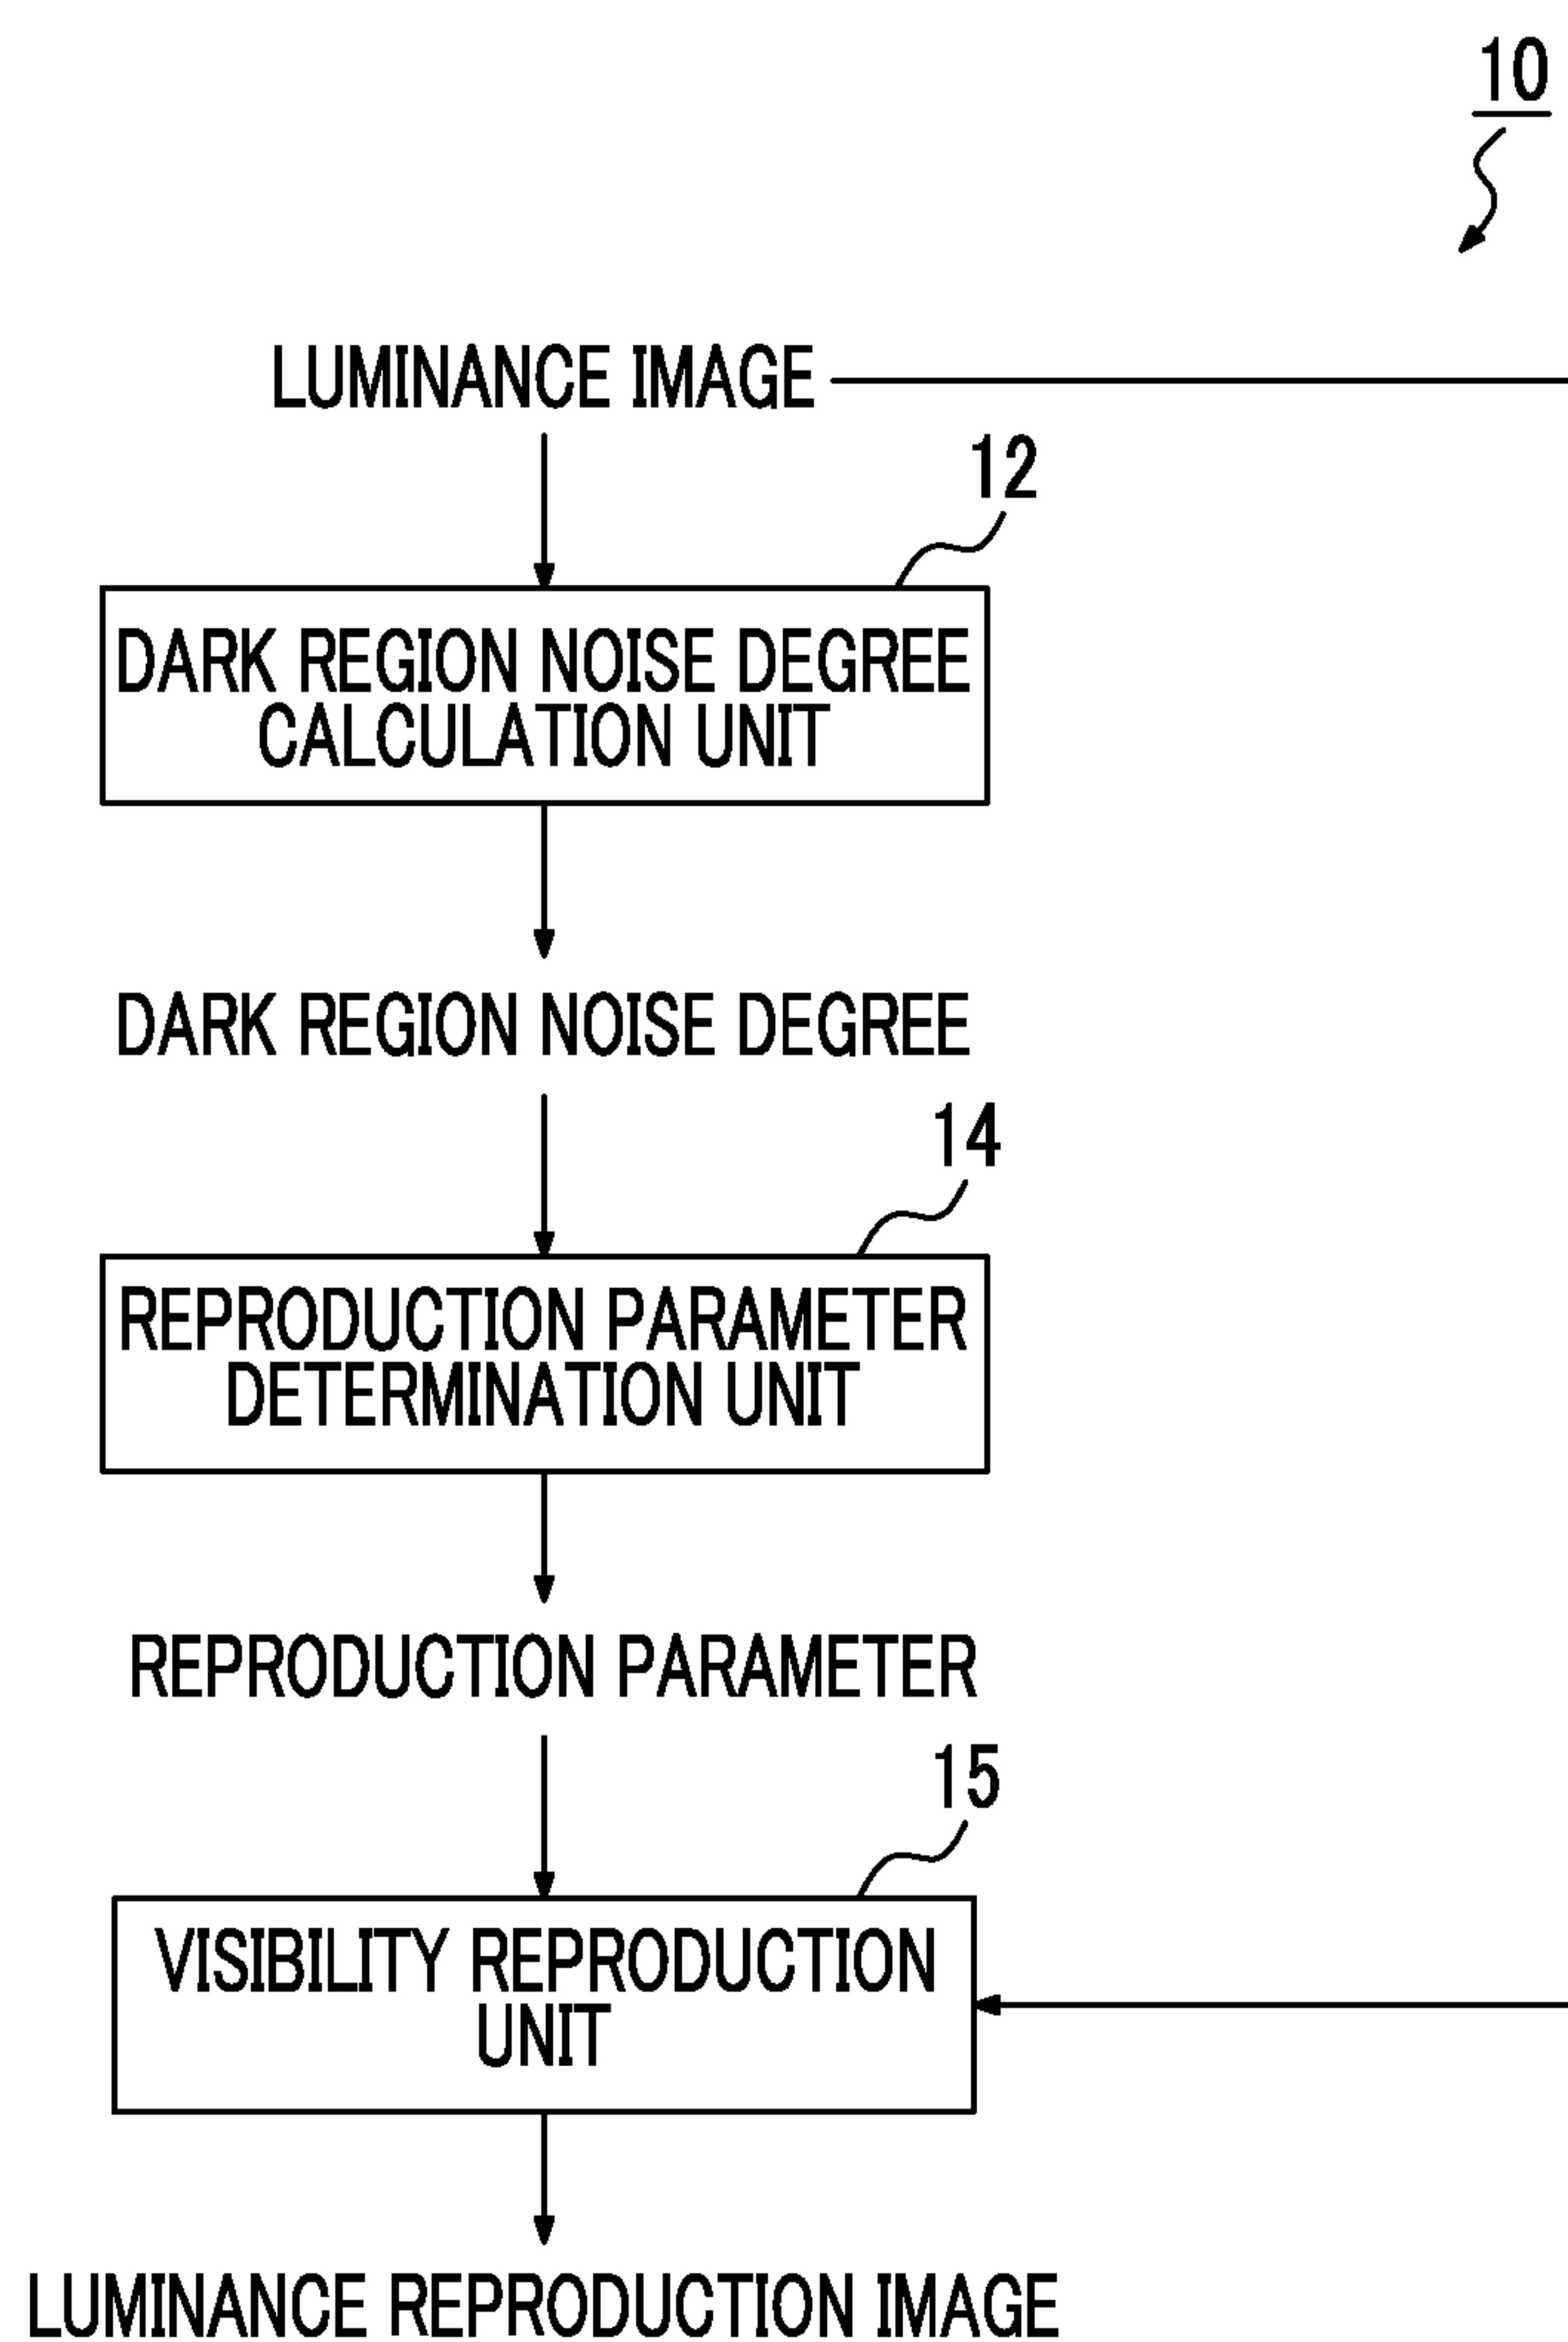 10
LUMINANCE IMAGE
12
DARK REGION NOISE DEGREE
CALCULATION UNIT
DARK REGION NOISE DEGREE
14
REPRODUCTION PARAMETER
DETERMINATION UNIT
REPRODUCTION PARAMETER
15
VISIBILITY REPRODUCTION
UNIT
LUMINANCE REPRODUCTION IMAGE